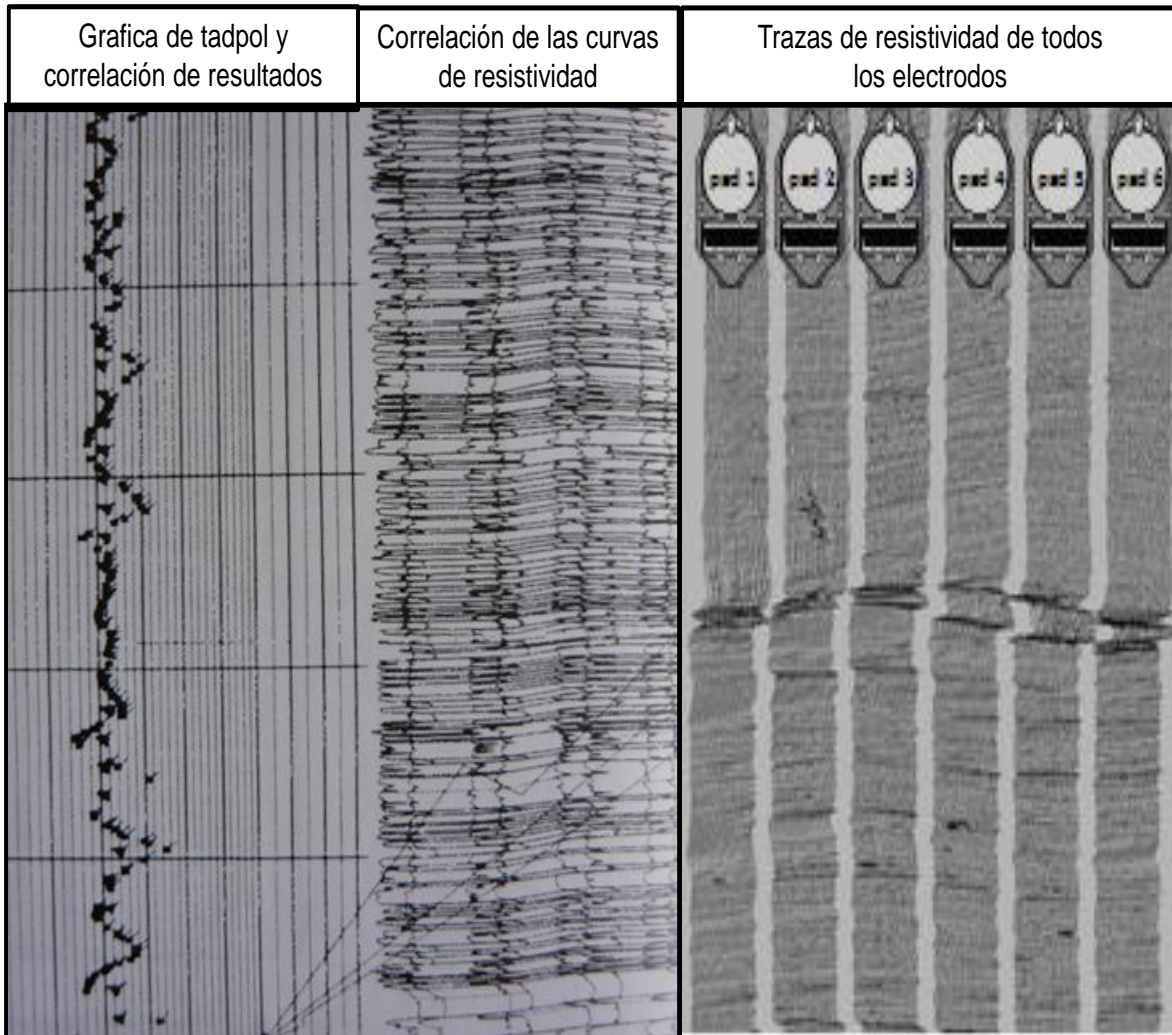 Grafica de tadpol y
correlación de resultados
Correlación de las curvas
de resistividad
Trazas de resistividad de todos
los electrodos
pad 1
pad 2
pad 3
pad 4
pad 5
pad 6